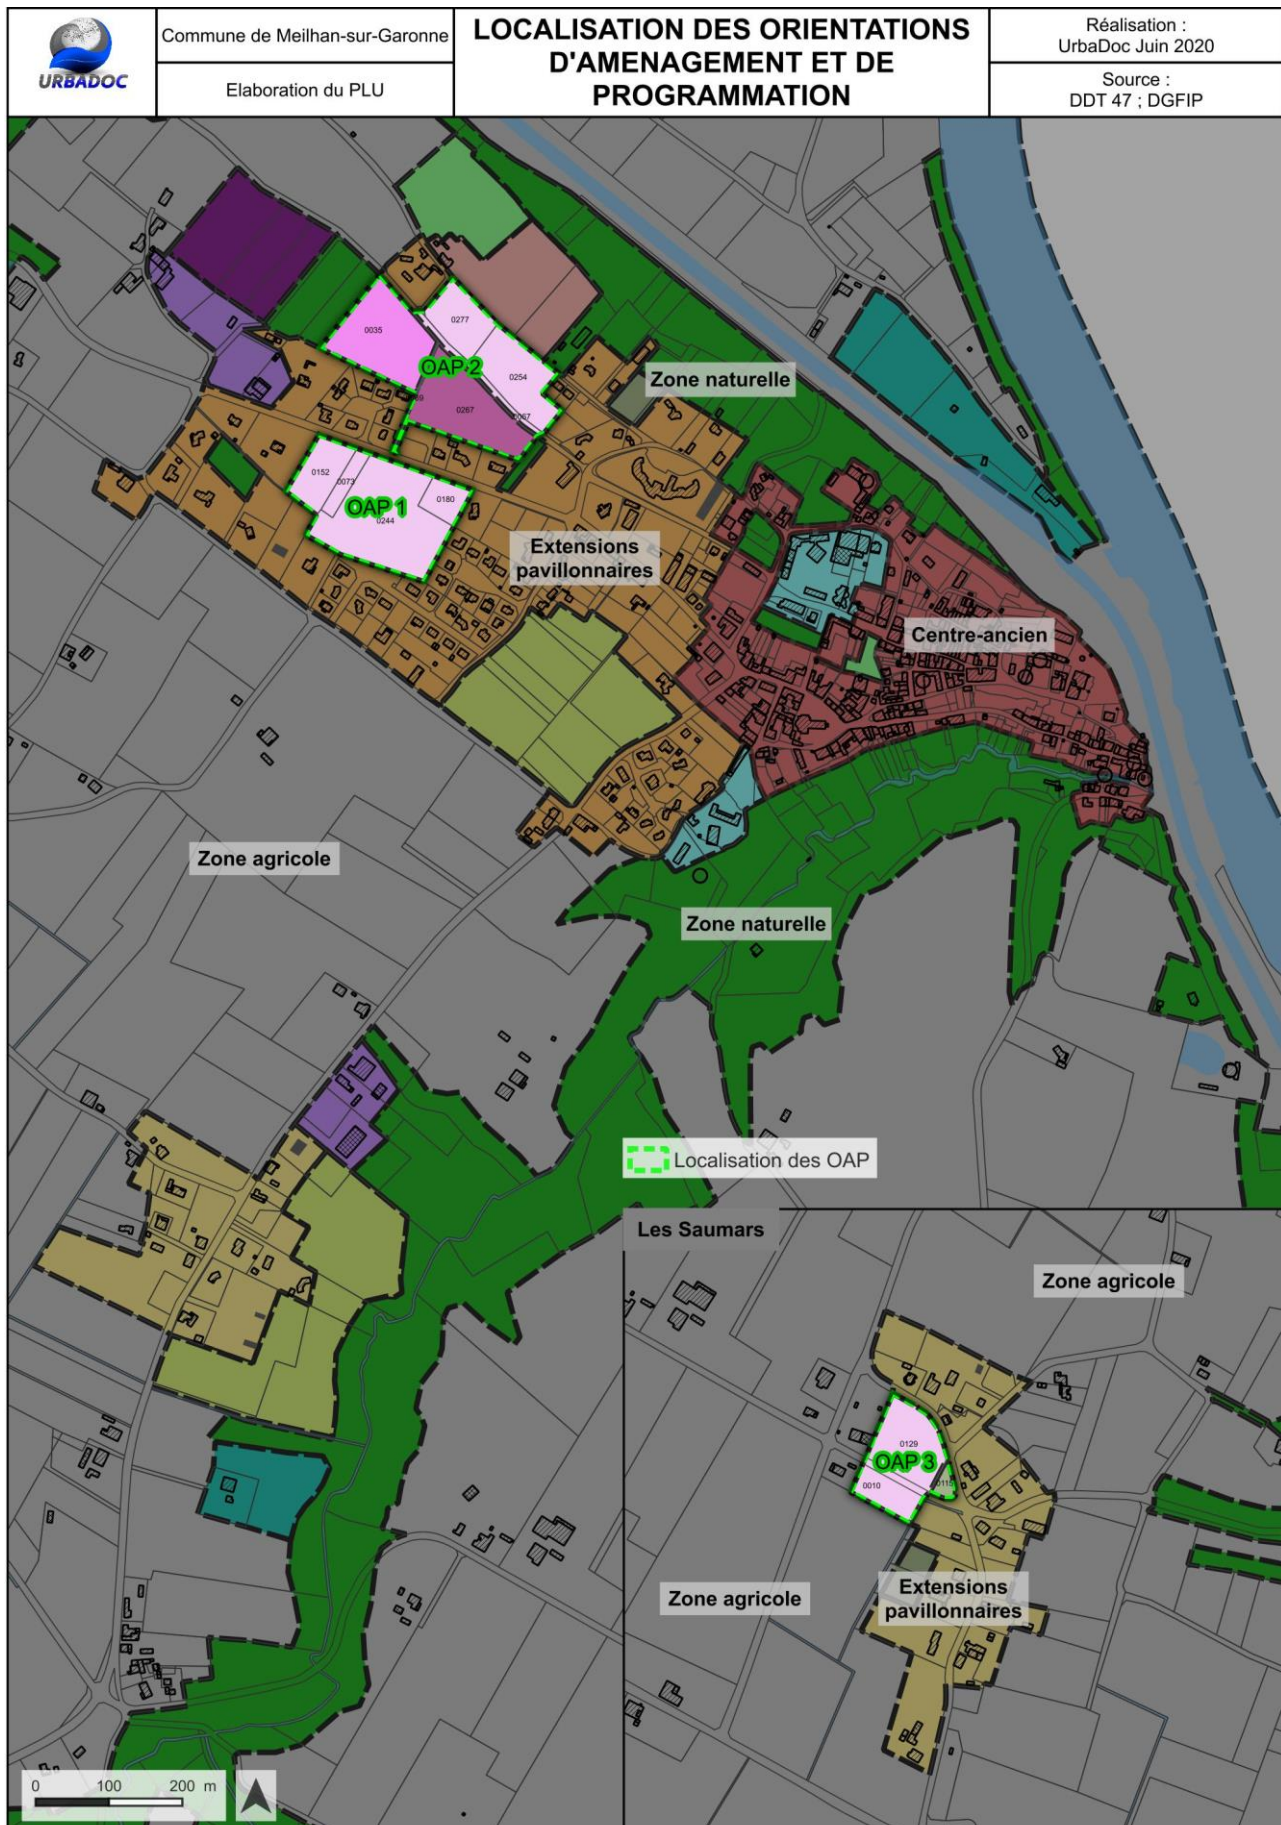 URBADOC
Commune de Meilhan-sur-Garonne
Elaboration du PLU
LOCALISATION DES ORIENTATIONS
D'AMENAGEMENT ET DE
PROGRAMMATION
Réalisation :
UrbaDoc Juin 2020
Source :
DDT 47 ; DGFIP
0277
0035
OAP 2
0254
Zone naturelle
0267
0152
0073
0180
OAP 1
0244
Extensions
pavillonnaires
Centre-ancien
Zone agricole
Zone naturelle
Localisation des OAP
Les Saumars
Zone agricole
0129
OAP 3
0010
0115
Zone agricole
Extensions
pavillonnaires
0 100 200 m